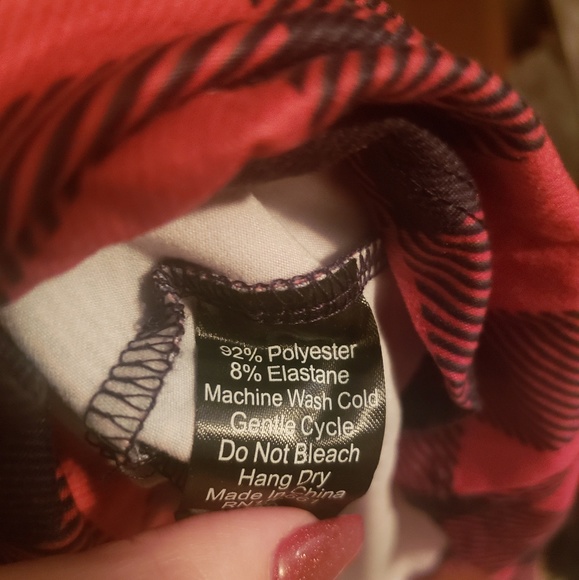 92% Polyester
8% Elastane
Machine Wash Cold
Gentle Cycle
Do Not Bleach
Hang Dry
Made In China